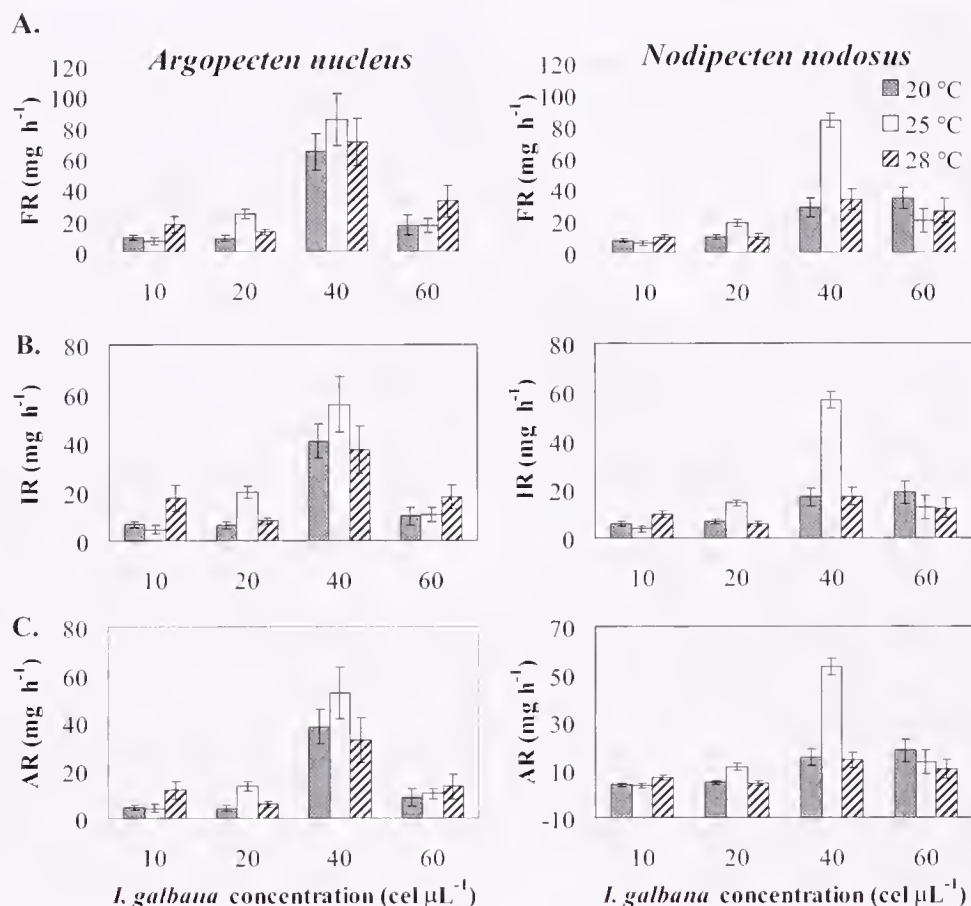 A.
Argopecten nucleus
Nodipecten nodosus
FR (mg h⁻¹)
120
100
80
60
40
20
0
10 20 40 60
FR (mg h⁻¹)
120
100
80
60
40
20
0
20 °C
25 °C
28 °C
10 20 40 60
B.
IR (mg h⁻¹)
80
60
40
20
0
10 20 40 60
IR (mg h⁻¹)
80
60
40
20
0
10 20 40 60
C.
AR (mg h⁻¹)
80
60
40
20
0
10 20 40 60
I. galbana concentration (cel µL⁻¹)
AR (mg h⁻¹)
70
50
30
10
-10
10 20 40 60
I. galbana concentration (cel µL⁻¹)